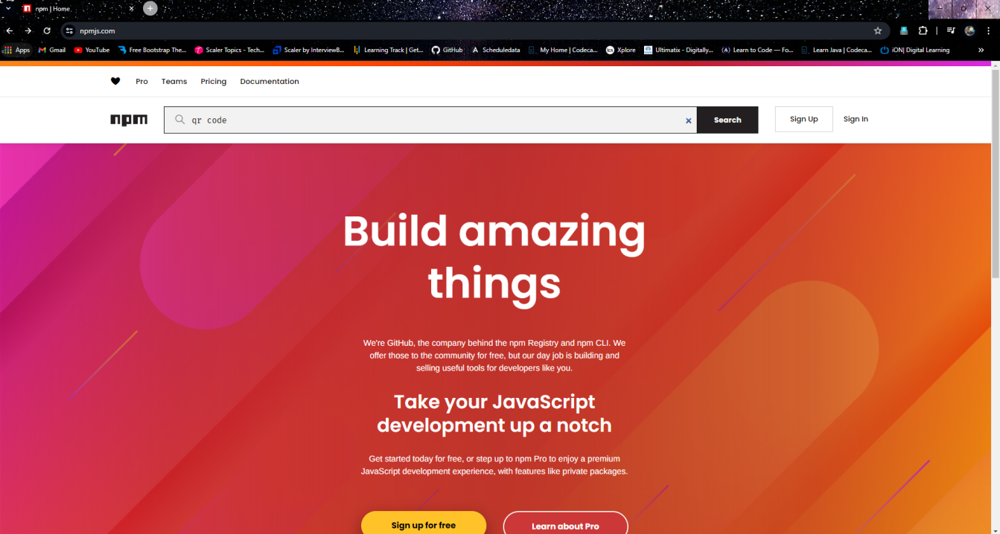 npm | Home
npmjs.com
Apps Gmail YouTube Free Bootstrap The... Scaler Topics - Tech... Scaler by InterviewB... Learning Track | Get... GitHub Scheduledata My Home | Codeca... Xplore Ultimatix - Digitally... Learn to Code — Fo... Learn Java | Codeca... iON| Digital Learning
Pro Teams Pricing Documentation
npm qr code Search Sign Up Sign In
Build amazing
things
We're GitHub, the company behind the npm Registry and npm CLI. We
offer those to the community for free, but our day job is building and
selling useful tools for developers like you.
Take your JavaScript
development up a notch
Get started today for free, or step up to npm Pro to enjoy a premium
JavaScript development experience, with features like private packages.
Sign up for free Learn about Pro